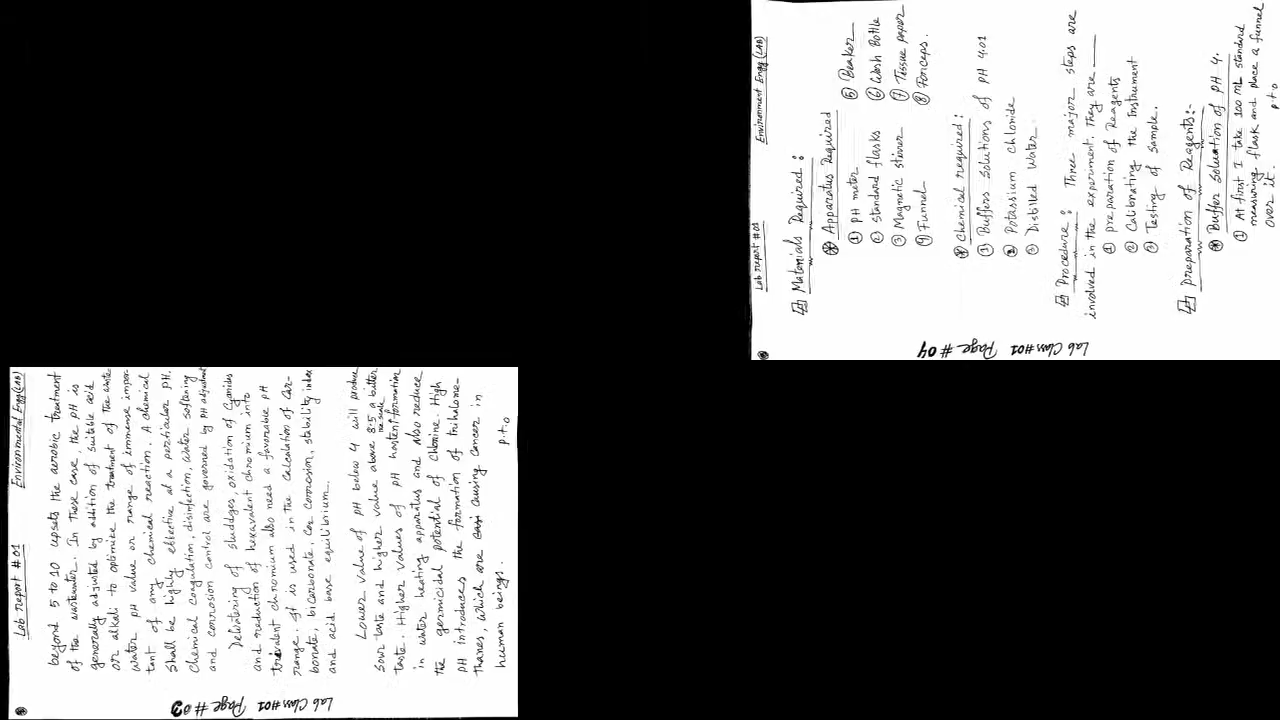 Lab report #01 Environmental Engg(LAB)
beyond 5 to 10 upsets the aerobic treatment
of the wastewater. In these case, the pH is
generally adjusted by addition of suitable acid
or alkali to optimize the treatment of the waste
water pH value or range of immense impor-
tant of any chemical reaction. A chemical
shall be highly effective at a particular pH.
Chemical coagulation, disinfection, water softening
and corrosion control are governed by pH adjustment
Dewatering of sludges, oxidation of Cyanides
and reduction of hexavalent chromium into
trivalent chromium also need a favorable pH
range. It is used in the calculation of Car-
bonate, bicarbonate, Co2 Corrosion, stability index
and acid base equilibrium.
Lower value of pH below 4 will produce
sour taste and higher value above 8.5 a bitter
taste. Higher values of pH hasten formation
in water heating apparatus and also reduce
the germicidal potential of chlorine. High
pH introduces the formation of trihalome-
thanes, which are causing cancer in
human beings.
p.t.o
Lab Class #01 Page #03
Lab report #01 Environment Engg (LAB)
Materials Required :
Apparatus Required
① pH meter ⑤ Beaker
② standard flasks ⑥ Wash Bottle
③ Magnetic stirrer ⑦ Tissue paper
④ Funnel ⑧ Forceps.
Chemical required :
① Buffers Solutions of pH 4.01
② Potassium chloride
③ Distilled Water
Procedure : Three major steps are
involved in the experiment. They are
① preparation of Reagents
② Calibrating the Instrument
③ Testing of Sample.
preparation of Reagents:-
Buffer Soluation of pH 4.
① At first I take 100 mL standard
measuring flask and place a funnel
over it.
p.t.o
Lab Class #01 Page #04